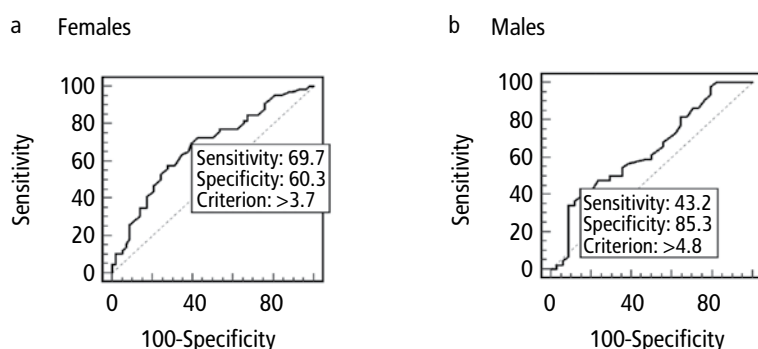 a Females
b Males
Sensitivity
100
80
60
40
20
0
Sensitivity: 69.7
Specificity: 60.3
Criterion: >3.7
0 40 80
100-Specificity
Sensitivity
100
80
60
40
20
0
Sensitivity: 43.2
Specificity: 85.3
Criterion: >4.8
0 40 80
100-Specificity